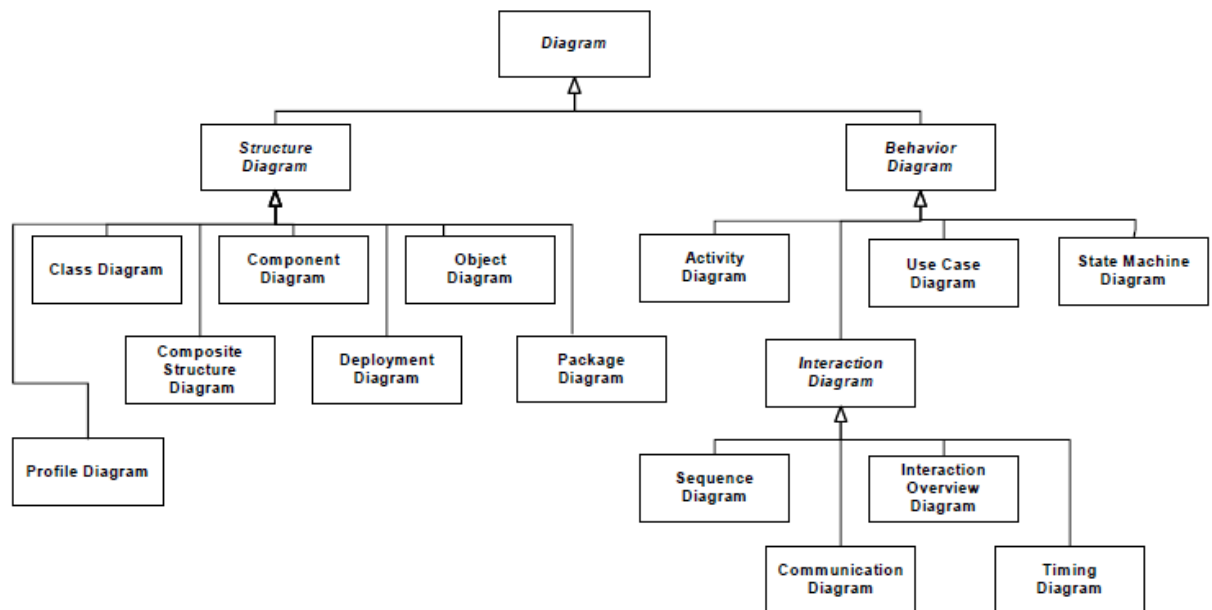 Diagram
Structure
Diagram
Behavior
Diagram
Class Diagram
Component
Diagram
Object
Diagram
Activity
Diagram
Use Case
Diagram
State Machine
Diagram
Composite
Structure
Diagram
Deployment
Diagram
Package
Diagram
Interaction
Diagram
Profile Diagram
Sequence
Diagram
Interaction
Overview
Diagram
Communication
Diagram
Timing
Diagram